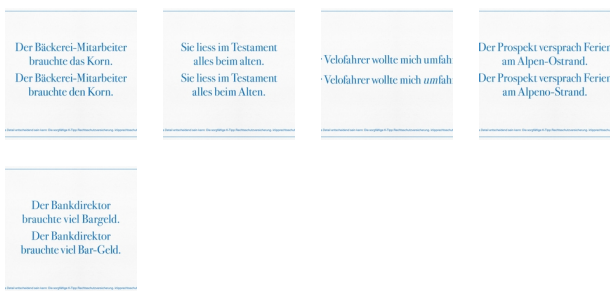 Der Bäckerei-Mitarbeiter
brauchte das Korn.
Der Bäckerei-Mitarbeiter
brauchte den Korn.
Sie liess im Testament
alles beim alten.
Sie liess im Testament
alles beim Alten.
Velofahrer wollte mich umfah
Velofahrer wollte mich umfah
Der Prospekt versprach Ferien
am Alpen-Ostrand.
Der Prospekt versprach Ferien
am Alpeno-Strand.
Der Bankdirektor
brauchte viel Bargeld.
Der Bankdirektor
brauchte viel Bar-Geld.